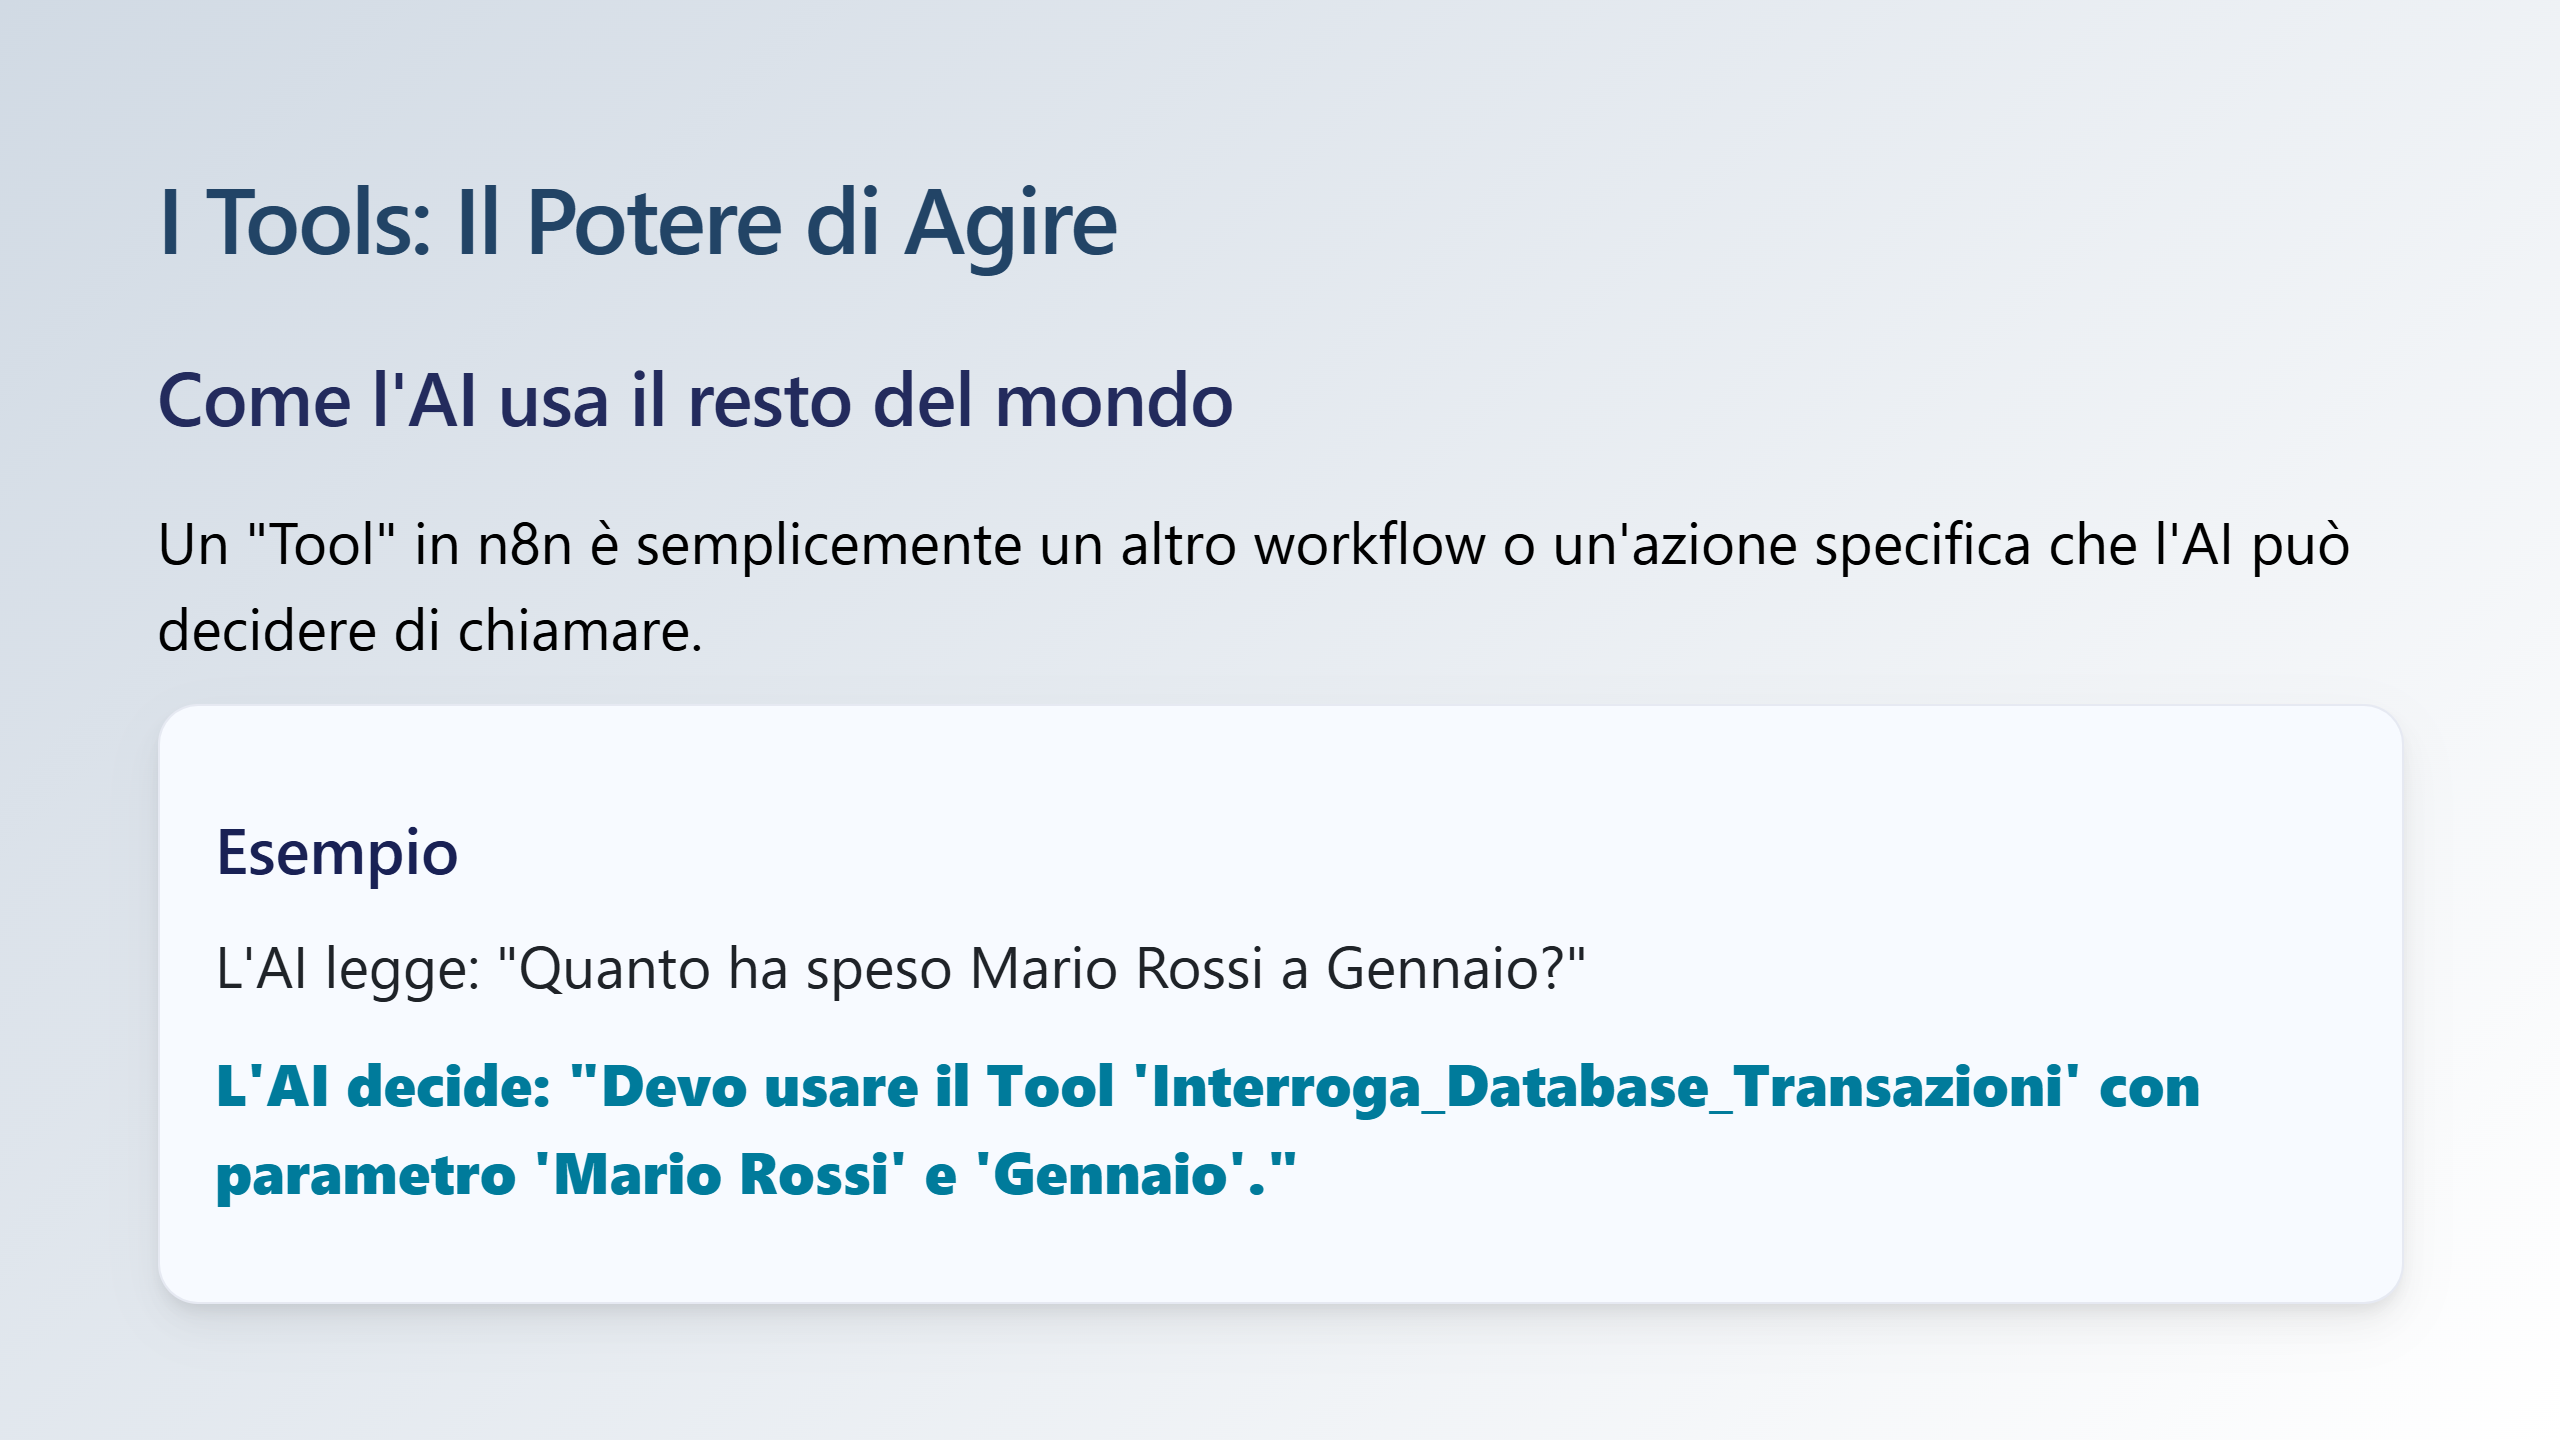 I Tools: Il Potere di Agire
Come l'AI usa il resto del mondo
Un "Tool" in n8n è semplicemente un altro workflow o un'azione specifica che l'AI può
decidere di chiamare.
Esempio
L'AI legge: "Quanto ha speso Mario Rossi a Gennaio?"
L'AI decide: "Devo usare il Tool 'Interroga_Database_Transazioni' con
parametro 'Mario Rossi' e 'Gennaio'."